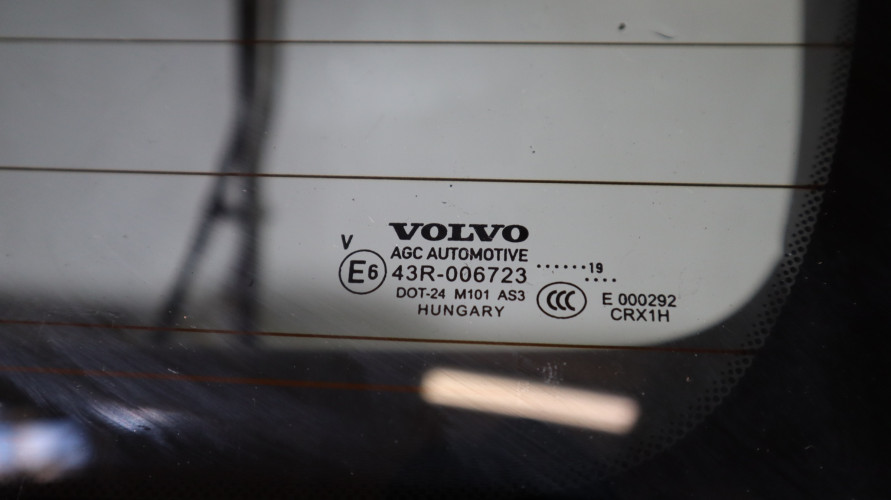 VOLVO
V
AGC AUTOMOTIVE
E6 43R-006723 ······19 ····
DOT-24 M101 AS3
HUNGARY
CCC
E 000292
CRX1H